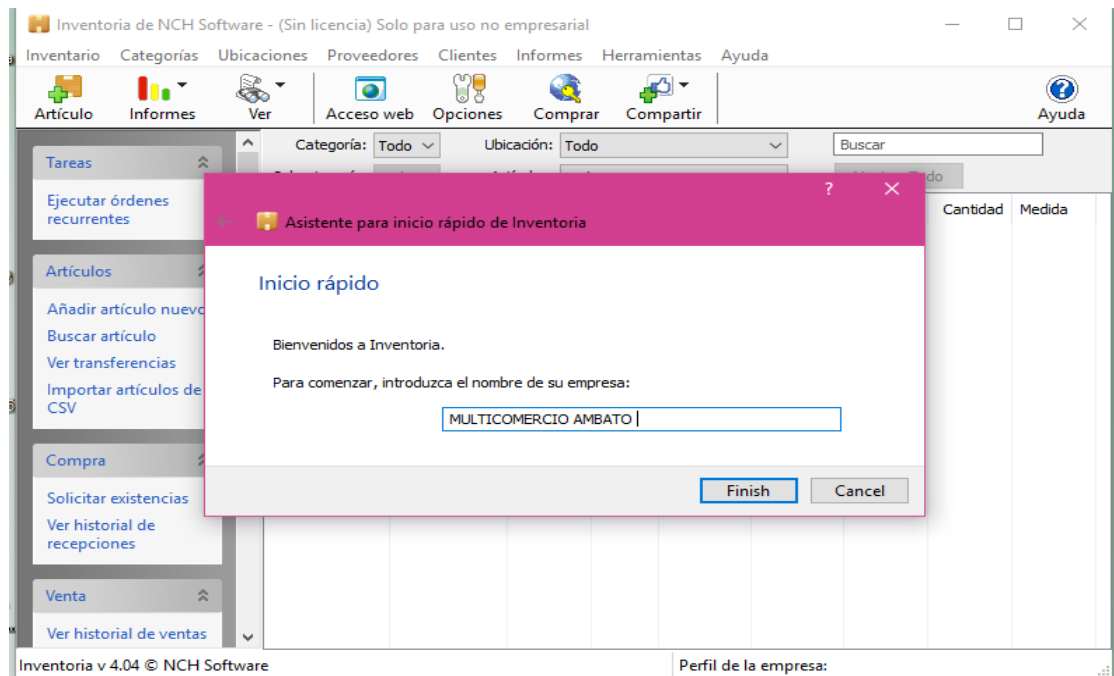 Inventoria de NCH Software - (Sin licencia) Solo para uso no empresarial
Inventario Categorías Ubicaciones Proveedores Clientes Informes Herramientas Ayuda
Artículo Informes Ver Acceso web Opciones Comprar Compartir Ayuda
Categoría: Todo Ubicación: Todo Buscar
Tareas
Ejecutar órdenes
recurrentes
Cantidad Medida
Asistente para inicio rápido de Inventoria
Artículos
Inicio rápido
Añadir artículo nuevo
Buscar artículo
Ver transferencias
Importar artículos de
CSV
Bienvenidos a Inventoria.
Para comenzar, introduzca el nombre de su empresa:
MULTICOMERCIO AMBATO
Finish Cancel
Compra
Solicitar existencias
Ver historial de
recepciones
Venta
Ver historial de ventas
Inventoria v 4.04 © NCH Software Perfil de la empresa: